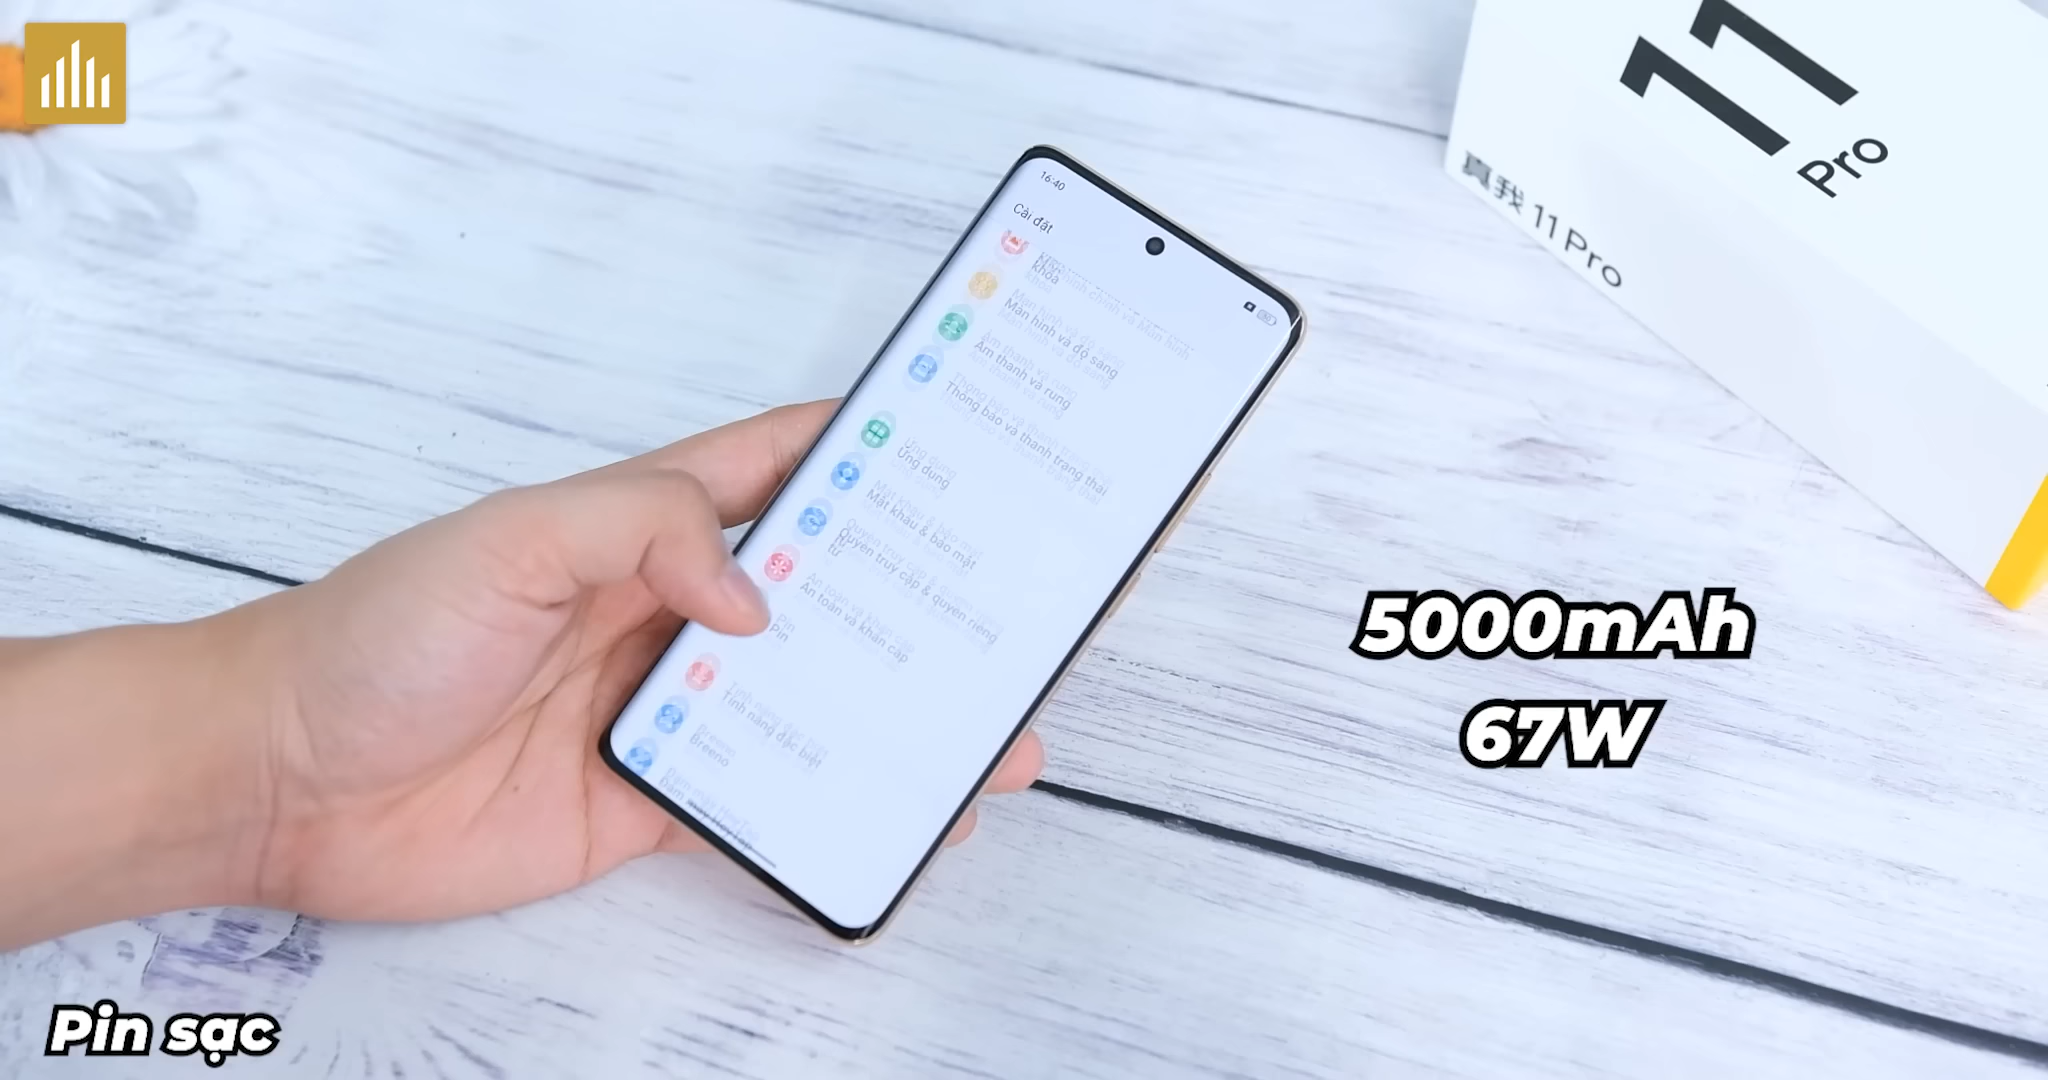 11
Pro
真我 11 Pro
16:40
Cài đặt
khóa
Màn hình và độ sáng
Âm thanh và rung
Thông báo và thanh trạng thái
Ứng dụng
Mật khẩu & bảo mật
Quyền truy cập & quyền riêng
tư
An toàn và khẩn cấp
Pin
Tính năng đặc biệt
Breeno
5000mAh
67W
Pin sạc